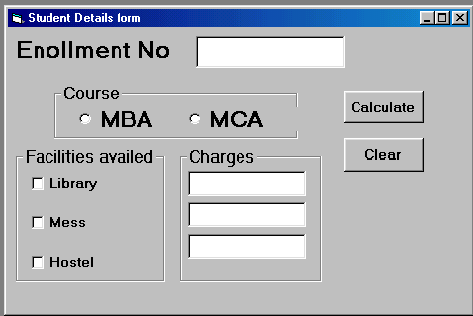 Student Details form
Enollment No
Course
MBA MCA
Calculate
Clear
Facilities availed
Library
Mess
Hostel
Charges